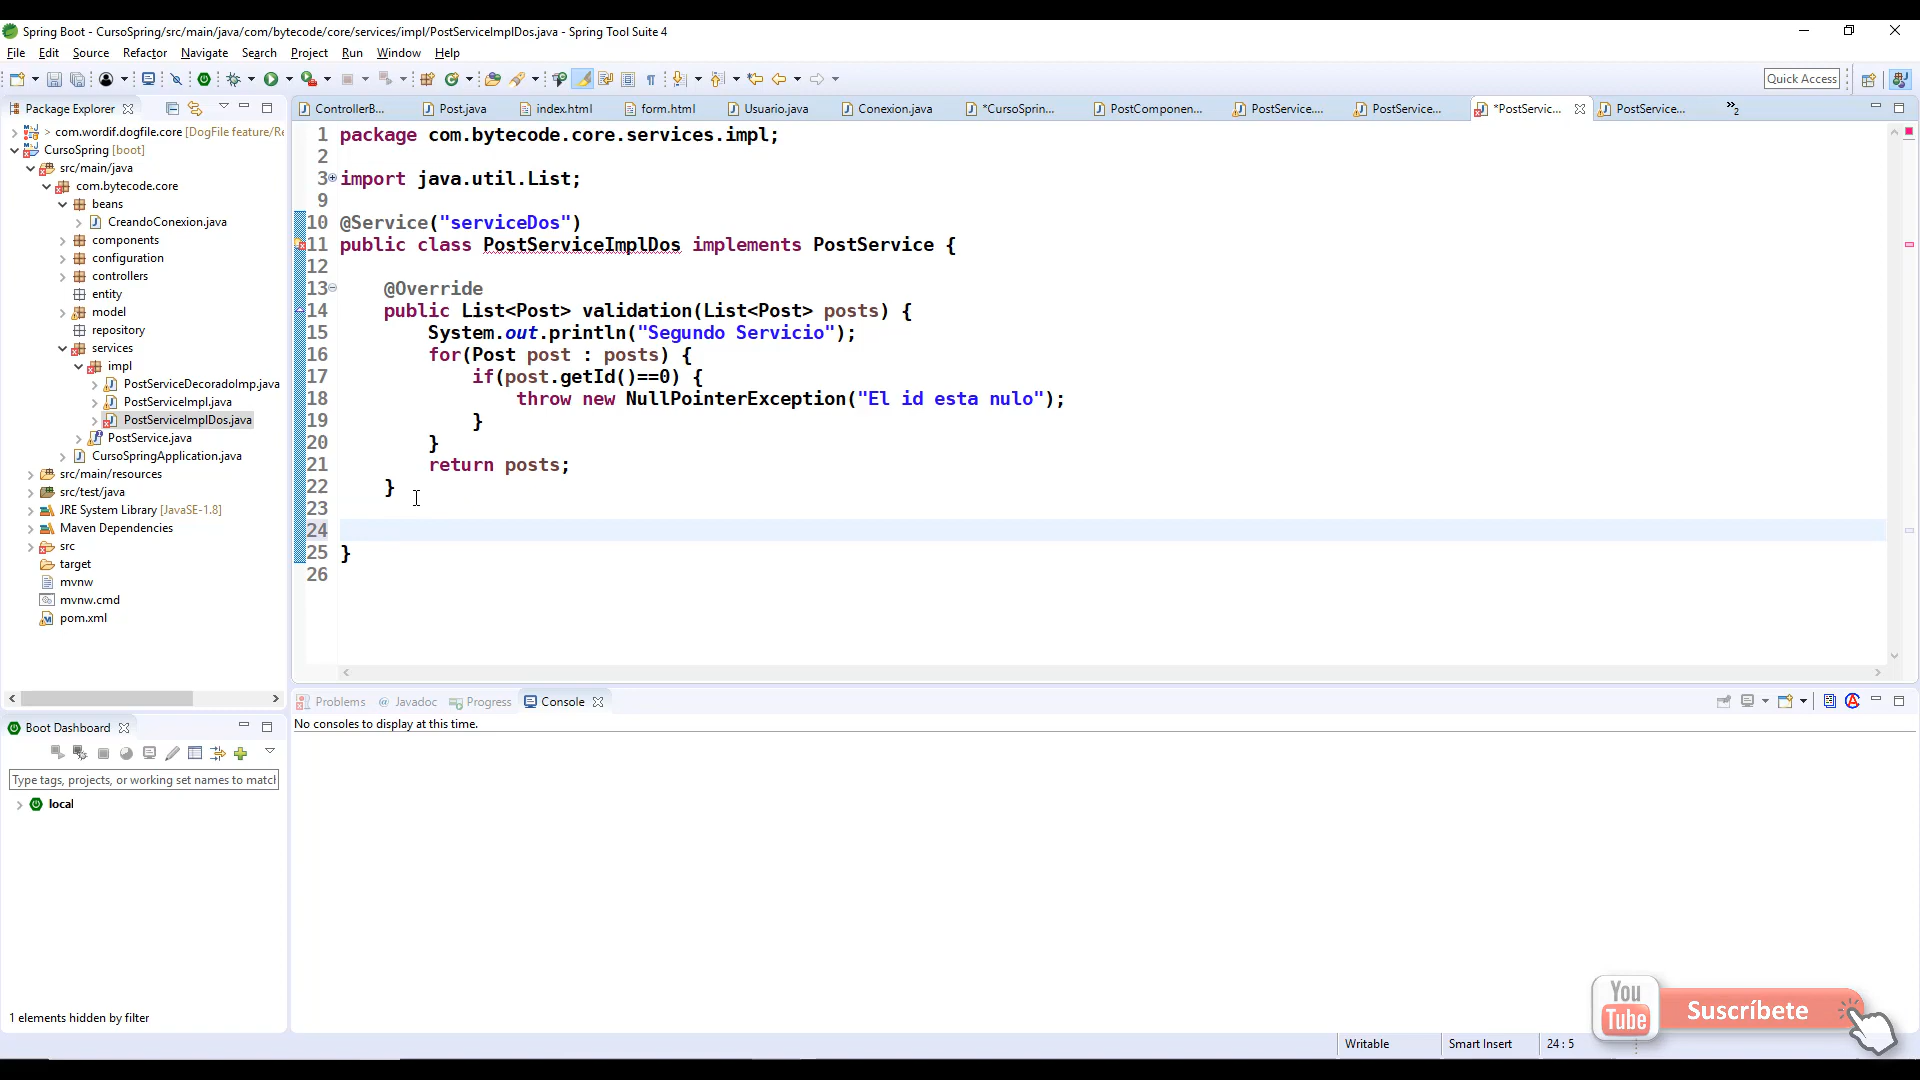 Spring Boot - CursoSpring/src/main/java/com/bytecode/core/services/impl/PostServiceImplDos.java - Spring Tool Suite 4
File Edit Source Refactor Navigate Search Project Run Window Help
Quick Access
Package Explorer
ControllerB... Post.java index.html form.html Usuario.java Conexion.java *CursoSprin... PostComponen... PostService.... PostService... *PostServic... PostService... »2
com.wordif.dogfile.core [DogFile feature/Re
CursoSpring [boot]
src/main/java
com.bytecode.core
beans
CreandoConexion.java
components
configuration
controllers
entity
model
repository
services
impl
PostServiceDecoradoImp.java
PostServiceImpl.java
PostServiceImplDos.java
PostService.java
CursoSpringApplication.java
src/main/resources
src/test/java
JRE System Library [JavaSE-1.8]
Maven Dependencies
src
target
mvnw
mvnw.cmd
pom.xml
1 package com.bytecode.core.services.impl;
2
3 import java.util.List;
9
10 @Service("serviceDos")
11 public class PostServiceImplDos implements PostService {
12
13 @Override
14 public List<Post> validation(List<Post> posts) {
15 System.out.println("Segundo Servicio");
16 for(Post post : posts) {
17 if(post.getId()==0) {
18 throw new NullPointerException("El id esta nulo");
19 }
20 }
21 return posts;
22 }
23
24
25 }
26
Problems Javadoc Progress Console
No consoles to display at this time.
Boot Dashboard
Type tags, projects, or working set names to match
local
1 elements hidden by filter
You Tube Suscríbete
Writable Smart Insert 24 : 5